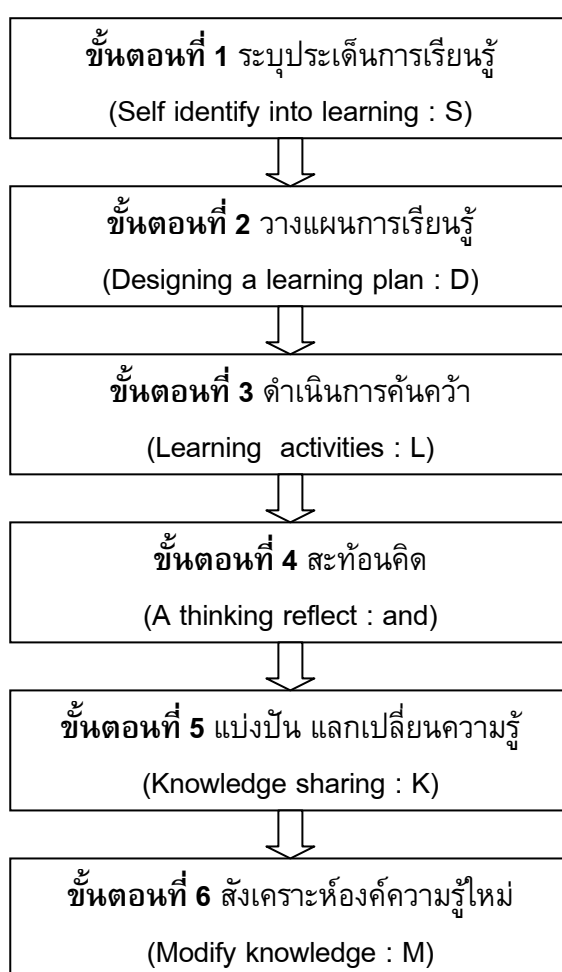 ขั้นตอนที่ 1 ระบุประเด็นการเรียนรู้
(Self identify into learning : S)
ขั้นตอนที่ 2 วางแผนการเรียนรู้
(Designing a learning plan : D)
ขั้นตอนที่ 3 ดำเนินการค้นคว้า
(Learning activities : L)
ขั้นตอนที่ 4 สะท้อนคิด
(A thinking reflect : and)
ขั้นตอนที่ 5 แบ่งปัน แลกเปลี่ยนความรู้
(Knowledge sharing : K)
ขั้นตอนที่ 6 สังเคราะห์องค์ความรู้ใหม่
(Modify knowledge : M)